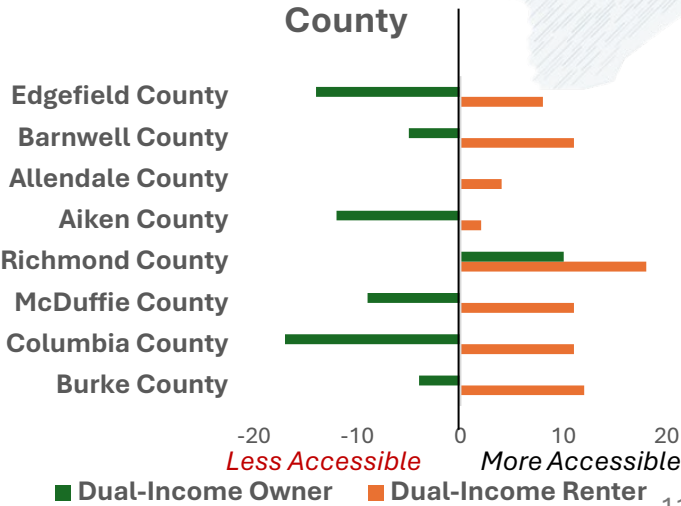 County
Edgefield County
Barnwell County
Allendale County
Aiken County
Richmond County
McDuffie County
Columbia County
Burke County
-20 -10 0 10 20
Less Accessible More Accessible
Dual-Income Owner Dual-Income Renter